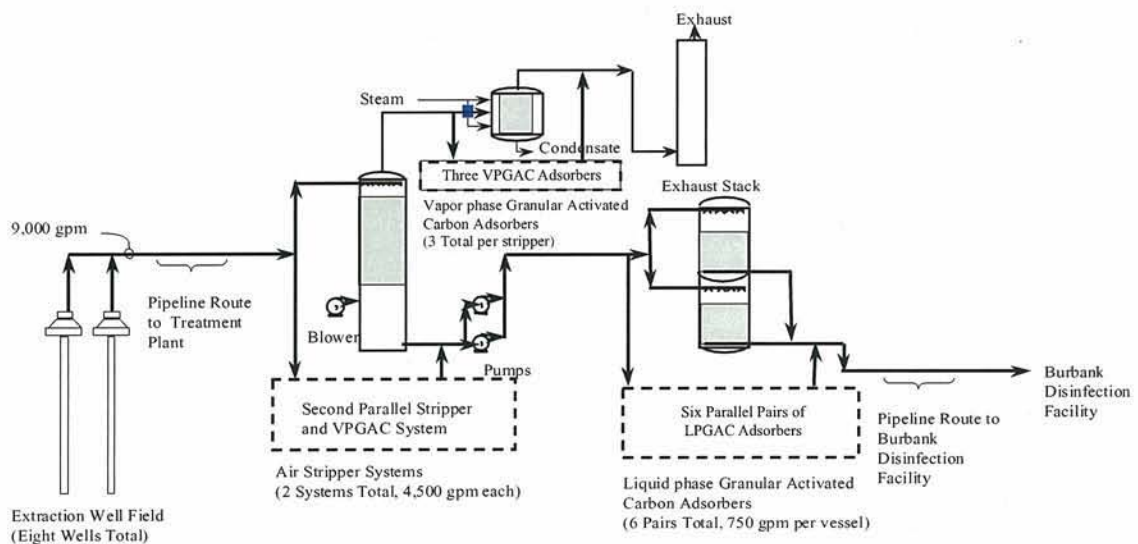 Exhaust
Steam
Condensate
Three VPGAC Adsorbers
Exhaust Stack
Vapor phase Granular Activated
Carbon Adsorbers
(3 Total per stripper)
9,000 gpm
Pipeline Route
to Treatment
Plant
Blower
Pumps
Second Parallel Stripper
and VPGAC System
Air Stripper Systems
(2 Systems Total, 4,500 gpm each)
Six Parallel Pairs of
LPGAC Adsorbers
Liquid phase Granular Activated
Carbon Adsorbers
(6 Pairs Total, 750 gpm per vessel)
Pipeline Route to
Burbank
Disinfection
Facility
Burbank
Disinfection
Facility
Extraction Well Field
(Eight Wells Total)